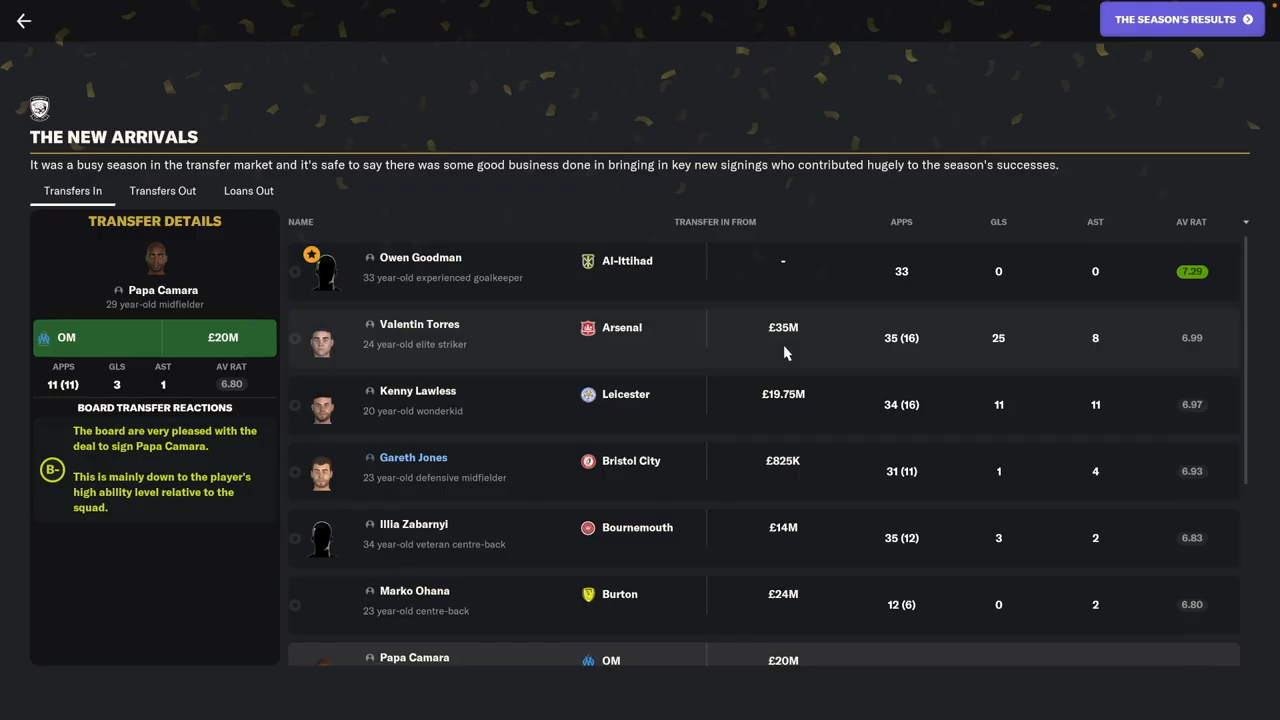 THE SEASON'S RESULTS
THE NEW ARRIVALS
It was a busy season in the transfer market and it's safe to say there was some good business done in bringing in key new signings who contributed hugely to the season's successes.
Transfers In Transfers Out Loans Out
TRANSFER DETAILS
Papa Camara
29 year-old midfielder
OM £20M
APPS GLS AST AV RAT
11 (11) 3 1 6.80
BOARD TRANSFER REACTIONS
B-
The board are very pleased with the
deal to sign Papa Camara.
This is mainly down to the player's
high ability level relative to the
squad.
NAME TRANSFER IN FROM APPS GLS AST AV RAT
Owen Goodman Al-Ittihad - 33 0 0 7.29
33 year-old experienced goalkeeper
Valentin Torres Arsenal £35M 35 (16) 25 8 6.99
24 year-old elite striker
Kenny Lawless Leicester £19.75M 34 (16) 11 11 6.97
20 year-old wonderkid
Gareth Jones Bristol City £825K 31 (11) 1 4 6.93
23 year-old defensive midfielder
Illia Zabarnyi Bournemouth £14M 35 (12) 3 2 6.83
34 year-old veteran centre-back
Marko Ohana Burton £24M 12 (6) 0 2 6.80
23 year-old centre-back
Papa Camara OM £20M